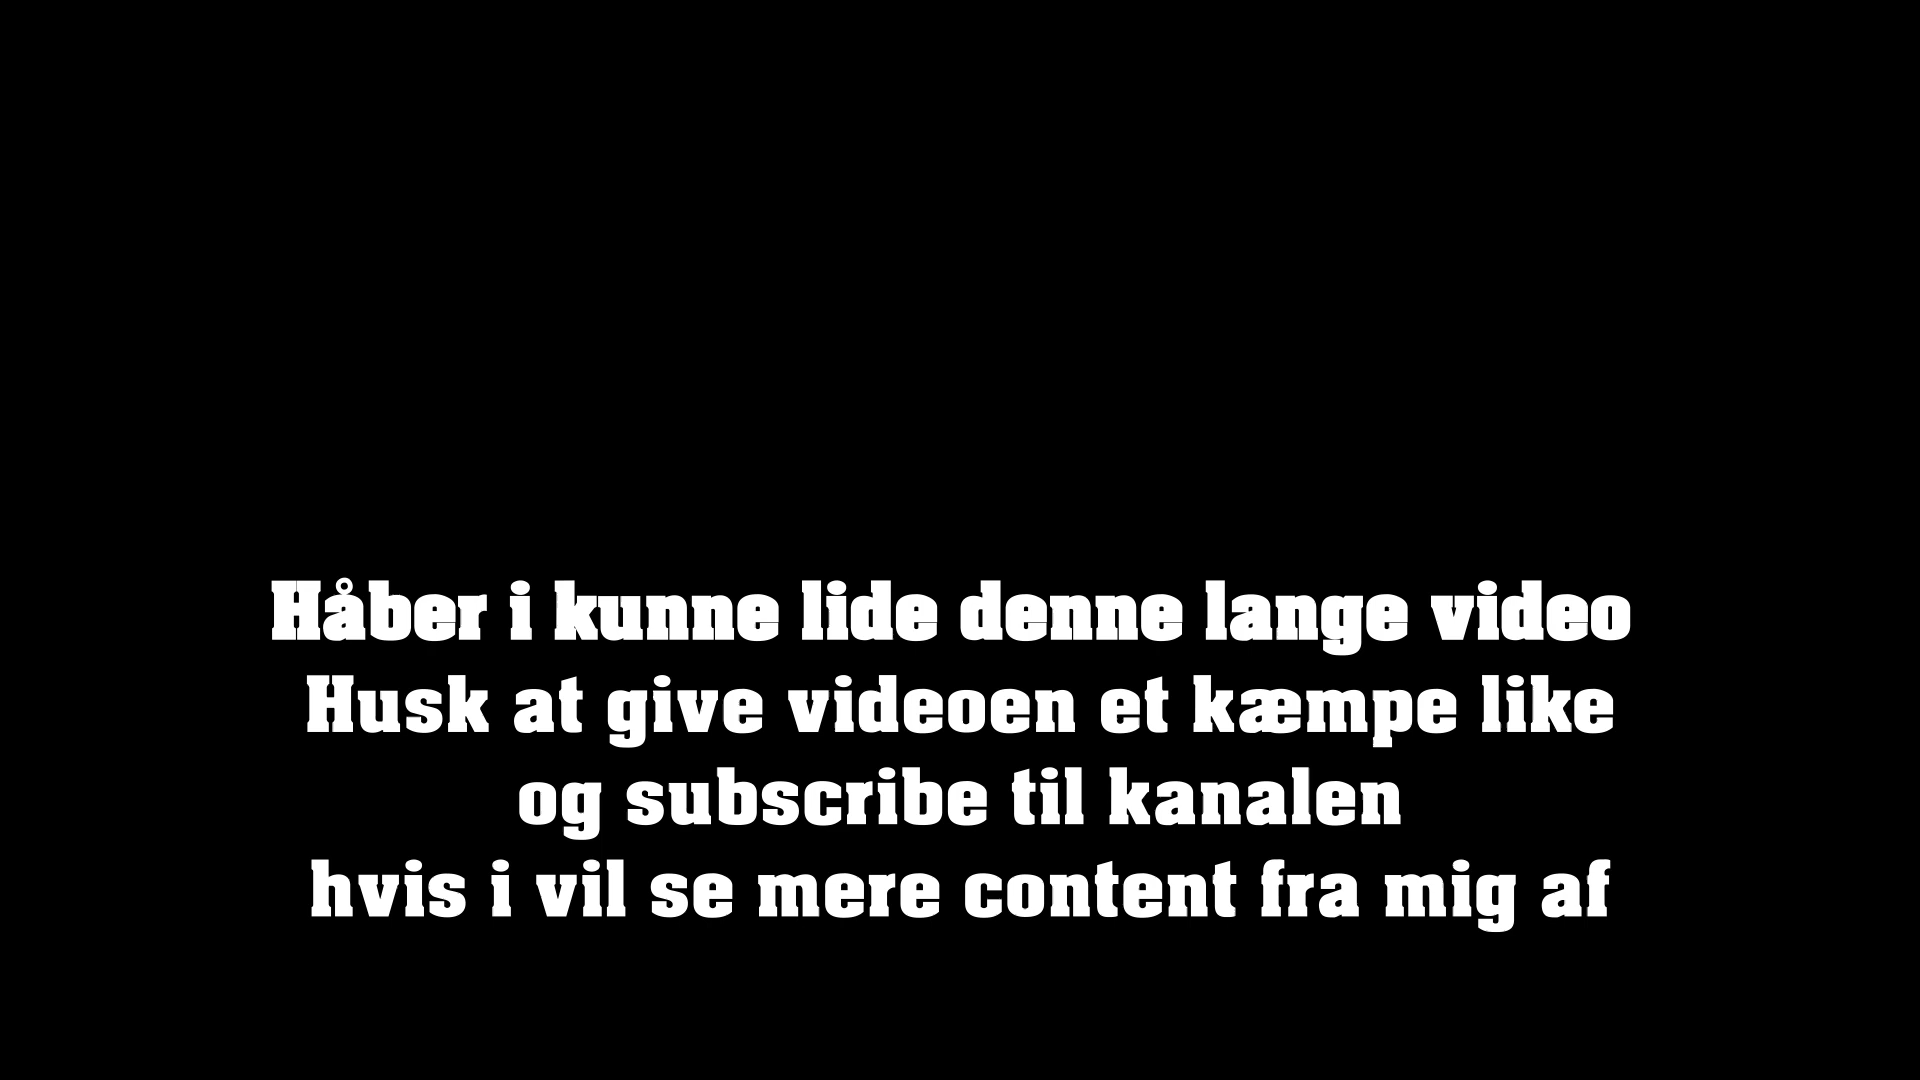 Håber i kunne lide denne lange video
Husk at give videoen et kæmpe like
og subscribe til kanalen
hvis i vil se mere content fra mig af